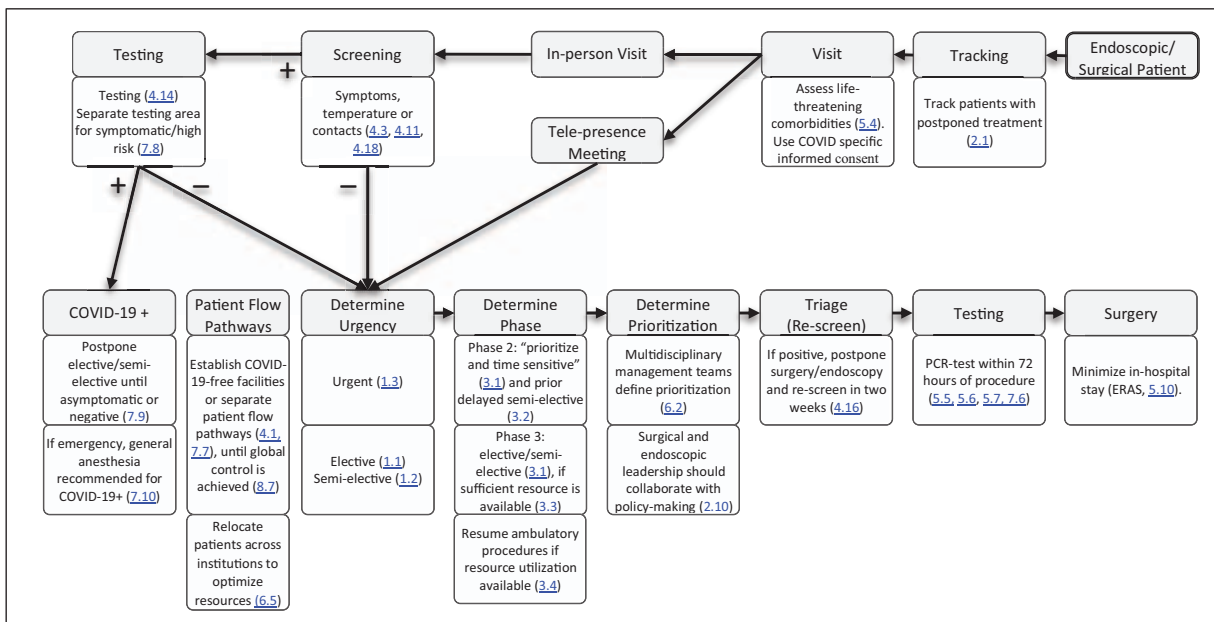 Testing
Testing (4.14)
Separate testing area
for symptomatic/high
risk (7.8)
+
Screening
Symptoms,
temperature or
contacts (4.3, 4.11,
4.18)
In-person Visit
Tele-presence
Meeting
Visit
Assess life-
threatening
comorbidities (5.4).
Use COVID specific
informed consent
Tracking
Track patients with
postponed treatment
(2.1)
Endoscopic/
Surgical Patient
+
−
−
COVID-19 +
Postpone
elective/semi-
elective until
asymptomatic or
negative (7.9)
If emergency, general
anesthesia
recommended for
COVID-19+ (7.10)
Patient Flow
Pathways
Establish COVID-
19-free facilities
or separate
patient flow
pathways (4.1,
7.7), until global
control is
achieved (8.7)
Relocate
patients across
institutions to
optimize
resources (6.5)
Determine
Urgency
Urgent (1.3)
Elective (1.1)
Semi-elective (1.2)
Determine
Phase
Phase 2: “prioritize
and time sensitive”
(3.1) and prior
delayed semi-elective
(3.2)
Phase 3:
elective/semi-
elective (3.1), if
sufficient resource is
available (3.3)
Resume ambulatory
procedures if
resource utilization
available (3.4)
Determine
Prioritization
Multidisciplinary
management teams
define prioritization
(6.2)
Surgical and
endoscopic
leadership should
collaborate with
policy-making (2.10)
Triage
(Re-screen)
If positive, postpone
surgery/endoscopy
and re-screen in two
weeks (4.16)
Testing
PCR-test within 72
hours of procedure
(5.5, 5.6, 5.7, 7.6)
Surgery
Minimize in-hospital
stay (ERAS, 5.10).